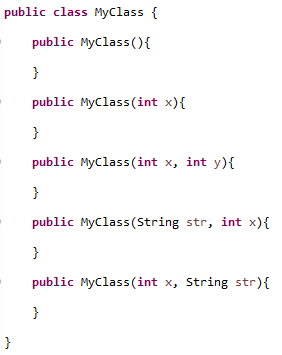 public class MyClass {
public MyClass(){
}
public MyClass(int x){
}
public MyClass(int x, int y){
}
public MyClass(String str, int x){
}
public MyClass(int x, String str){
}
}